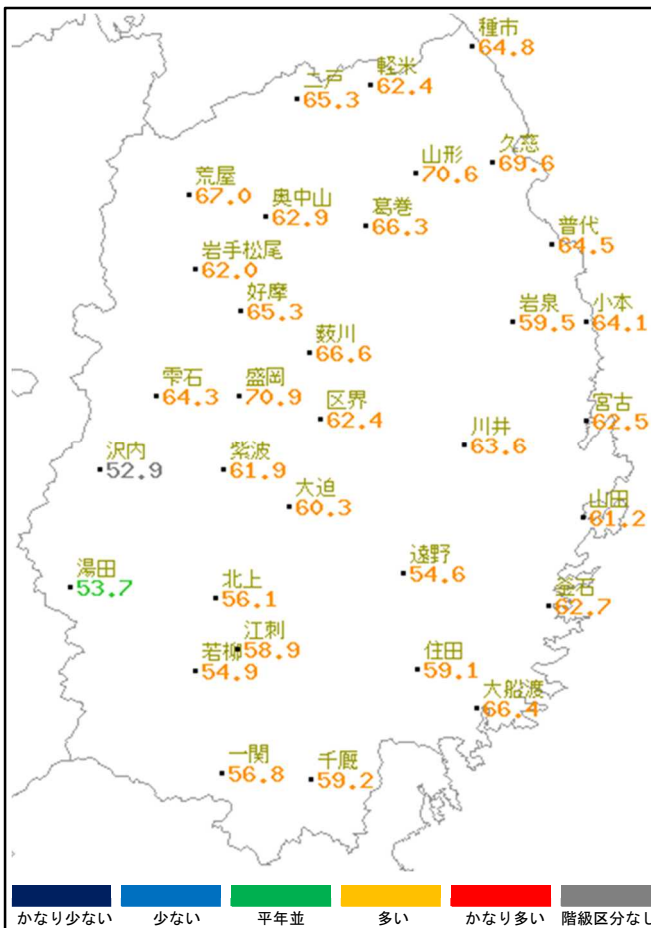 種市
64.8
軽米
62.4
二戸
65.3
久慈
69.6
山形
70.6
荒屋
67.0
奥中山
62.9
葛巻
66.3
普代
64.5
岩手松尾
62.0
好摩
65.3
岩泉
59.5
小本
64.1
薮川
66.6
雫石
64.3
盛岡
70.9
区界
62.4
宮古
62.5
川井
63.6
沢内
52.9
紫波
61.9
大迫
60.3
山田
61.2
湯田
53.7
北上
56.1
遠野
54.6
釜石
62.7
江刺
58.9
若柳
54.9
住田
59.1
大船渡
66.4
一関
56.8
千厩
59.2
かなり少ない
少ない
平年並
多い
かなり多い
階級区分なし